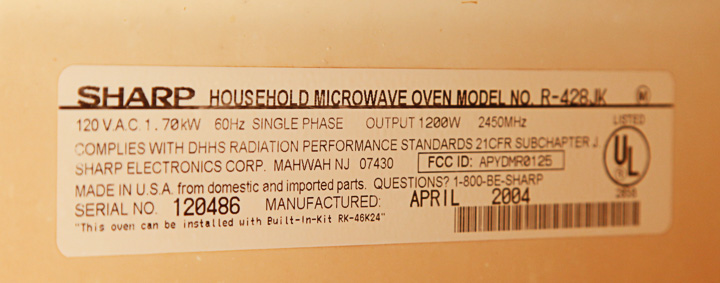 SHARP HOUSEHOLD MICROWAVE OVEN MODEL NO. R-428JK M
120 V.A.C. 1.70kW 60Hz SINGLE PHASE OUTPUT 1200W 2450MHz
LISTED
COMPLIES WITH DHHS RADIATION PERFORMANCE STANDARDS 21CFR SUBCHAPTER J.
UL
SHARP ELECTRONICS CORP. MAHWAH NJ 07430 FCC ID: APYDMR0125
MADE IN U.S.A. from domestic and imported parts. QUESTIONS? 1-800-BE-SHARP
SERIAL NO. 120486 MANUFACTURED: APRIL 2004
"This oven can be installed with Built-In-Kit RK-46K24"